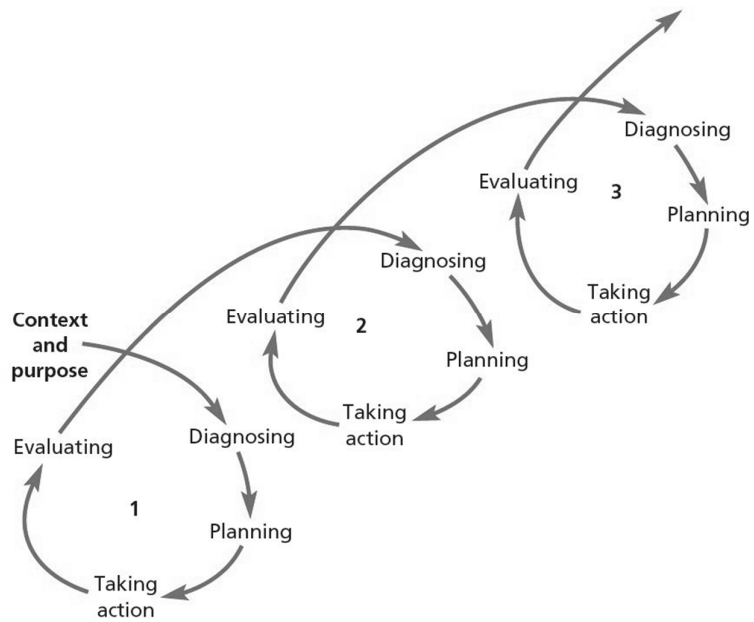 Diagnosing
Evaluating
3
Planning
Taking
action
Diagnosing
Evaluating
2
Planning
Taking
action
Context
and
purpose
Evaluating
Diagnosing
1
Planning
Taking
action